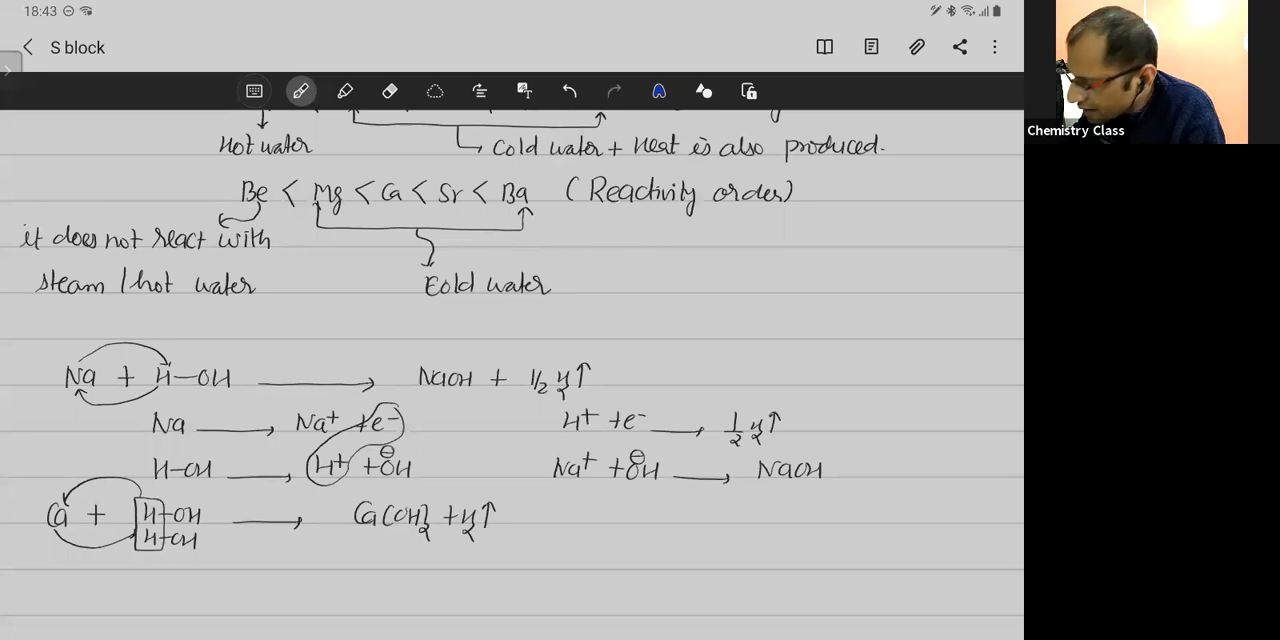 18:43
S block
Chemistry Class
Hot water Cold water + Heat is also produced.
Be < Mg < Ca < Sr < Ba (Reactivity order)
it does not react with
steam / hot water Cold water
Na + H-OH → NaOH + 1/2 H2↑
Na → Na+ + e- H+ + e- → 1/2 H2↑
H-OH → H+ + ⊖OH Na+ + ⊖OH → NaOH
Ca + H-OH → Ca(OH)2 + H2↑
H-OH